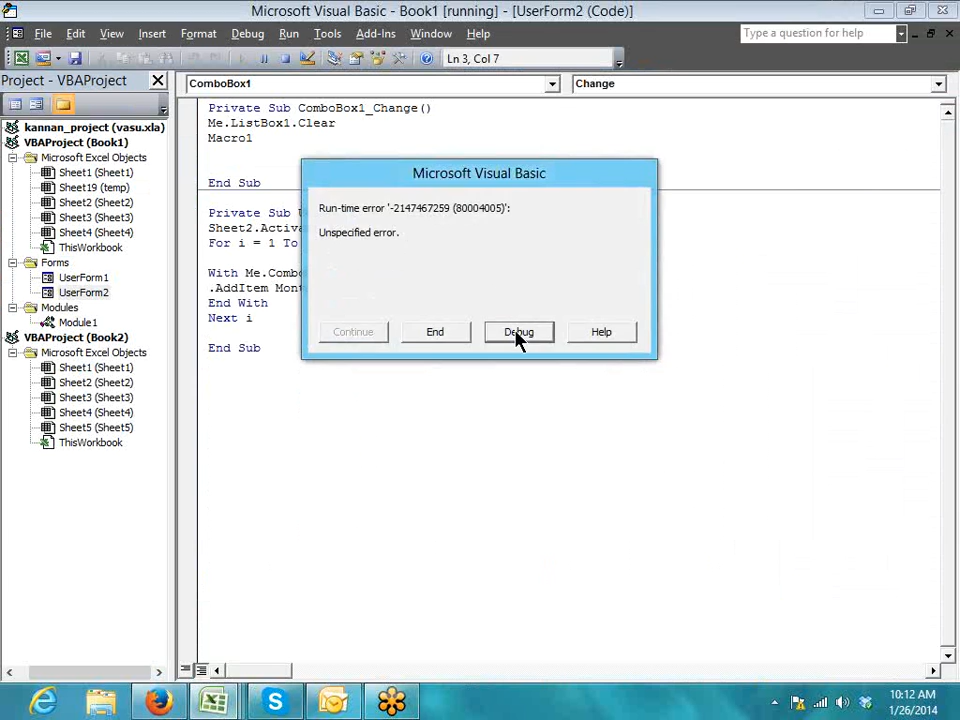 Microsoft Visual Basic - Book1 [running] - [UserForm2 (Code)]
File Edit View Insert Format Debug Run Tools Add-Ins Window Help
Type a question for help
Ln 3, Col 7
Project - VBAProject
ComboBox1
Change
kannan_project (vasu.xla)
VBAProject (Book1)
Microsoft Excel Objects
Sheet1 (Sheet1)
Sheet19 (temp)
Sheet2 (Sheet2)
Sheet3 (Sheet3)
Sheet4 (Sheet4)
ThisWorkbook
Forms
UserForm1
UserForm2
Modules
Module1
VBAProject (Book2)
Microsoft Excel Objects
Sheet1 (Sheet1)
Sheet2 (Sheet2)
Sheet3 (Sheet3)
Sheet4 (Sheet4)
Sheet5 (Sheet5)
ThisWorkbook
Private Sub ComboBox1_Change()
Me.ListBox1.Clear
Macro1
End Sub
Private Sub U
Sheet2.Activa
For i = 1 To
With Me.Combo
.AddItem Mont
End With
Next i
End Sub
Microsoft Visual Basic
Run-time error '-2147467259 (80004005)':
Unspecified error.
Continue End Debug Help
10:12 AM
1/26/2014